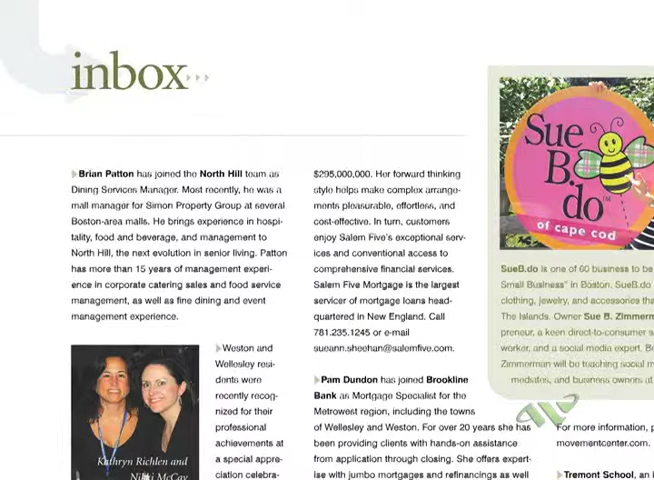 inbox
Brian Patton has joined the North Hill team as
Dining Services Manager. Most recently, he was a
mall manager for Simon Property Group at several
Boston-area malls. He brings experience in hospi-
tality, food and beverage, and management to
North Hill, the next evolution in senior living. Patton
has more than 15 years of management experi-
ence in corporate catering sales and food service
management, as well as fine dining and event
management experience.
Kathryn Richlen and
Nikki McCay
Weston and
Wellesley resi-
dents were
recently recog-
nized for their
professional
achievements at
a special appre-
ciation celebra-
$295,000,000. Her forward thinking
style helps make complex arrange-
ments pleasurable, effortless, and
cost-effective. In turn, customers
enjoy Salem Five's exceptional serv-
ices and conventional access to
comprehensive financial services.
Salem Five Mortgage is the largest
servicer of mortgage loans head-
quartered in New England. Call
781.235.1245 or e-mail
sueann.sheehan@salemfive.com.
Pam Dundon has joined Brookline
Bank as Mortgage Specialist for the
Metrowest region, including the towns
of Wellesley and Weston. For over 20 years she has
been providing clients with hands-on assistance
from application through closing. She offers expert-
ise with jumbo mortgages and refinancings as well
Sue
B.
do
of cape cod
SueB.do is one of 60 business to be
Small Business" in Boston. SueB.do
clothing, jewelry, and accessories tha
The Islands. Owner Sue B. Zimmerm
preneur, a keen direct-to-consumer s
worker, and a social media expert. Be
Zimmerman will be teaching social m
mediates, and business owners at
For more information, p
movementcenter.com.
Tremont School, an i